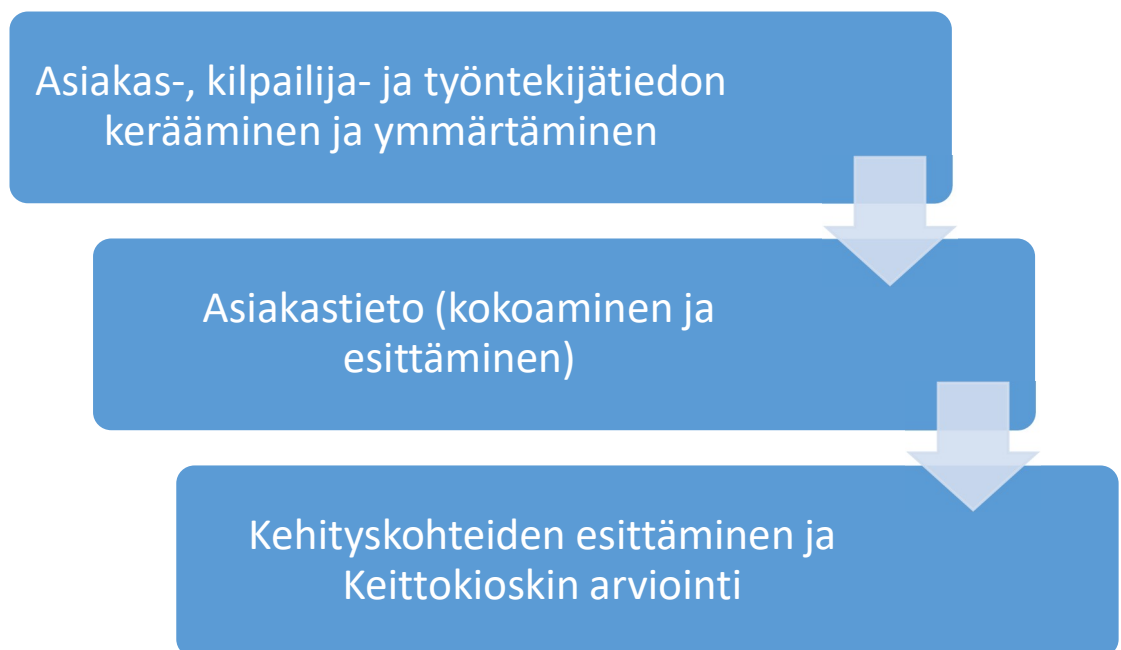 Asiakas-, kilpailija- ja työntekijätiedon
kerääminen ja ymmärtäminen
Asiakastieto (kokoaminen ja
esittäminen)
Kehityskohteiden esittäminen ja
Keittokioskin arviointi